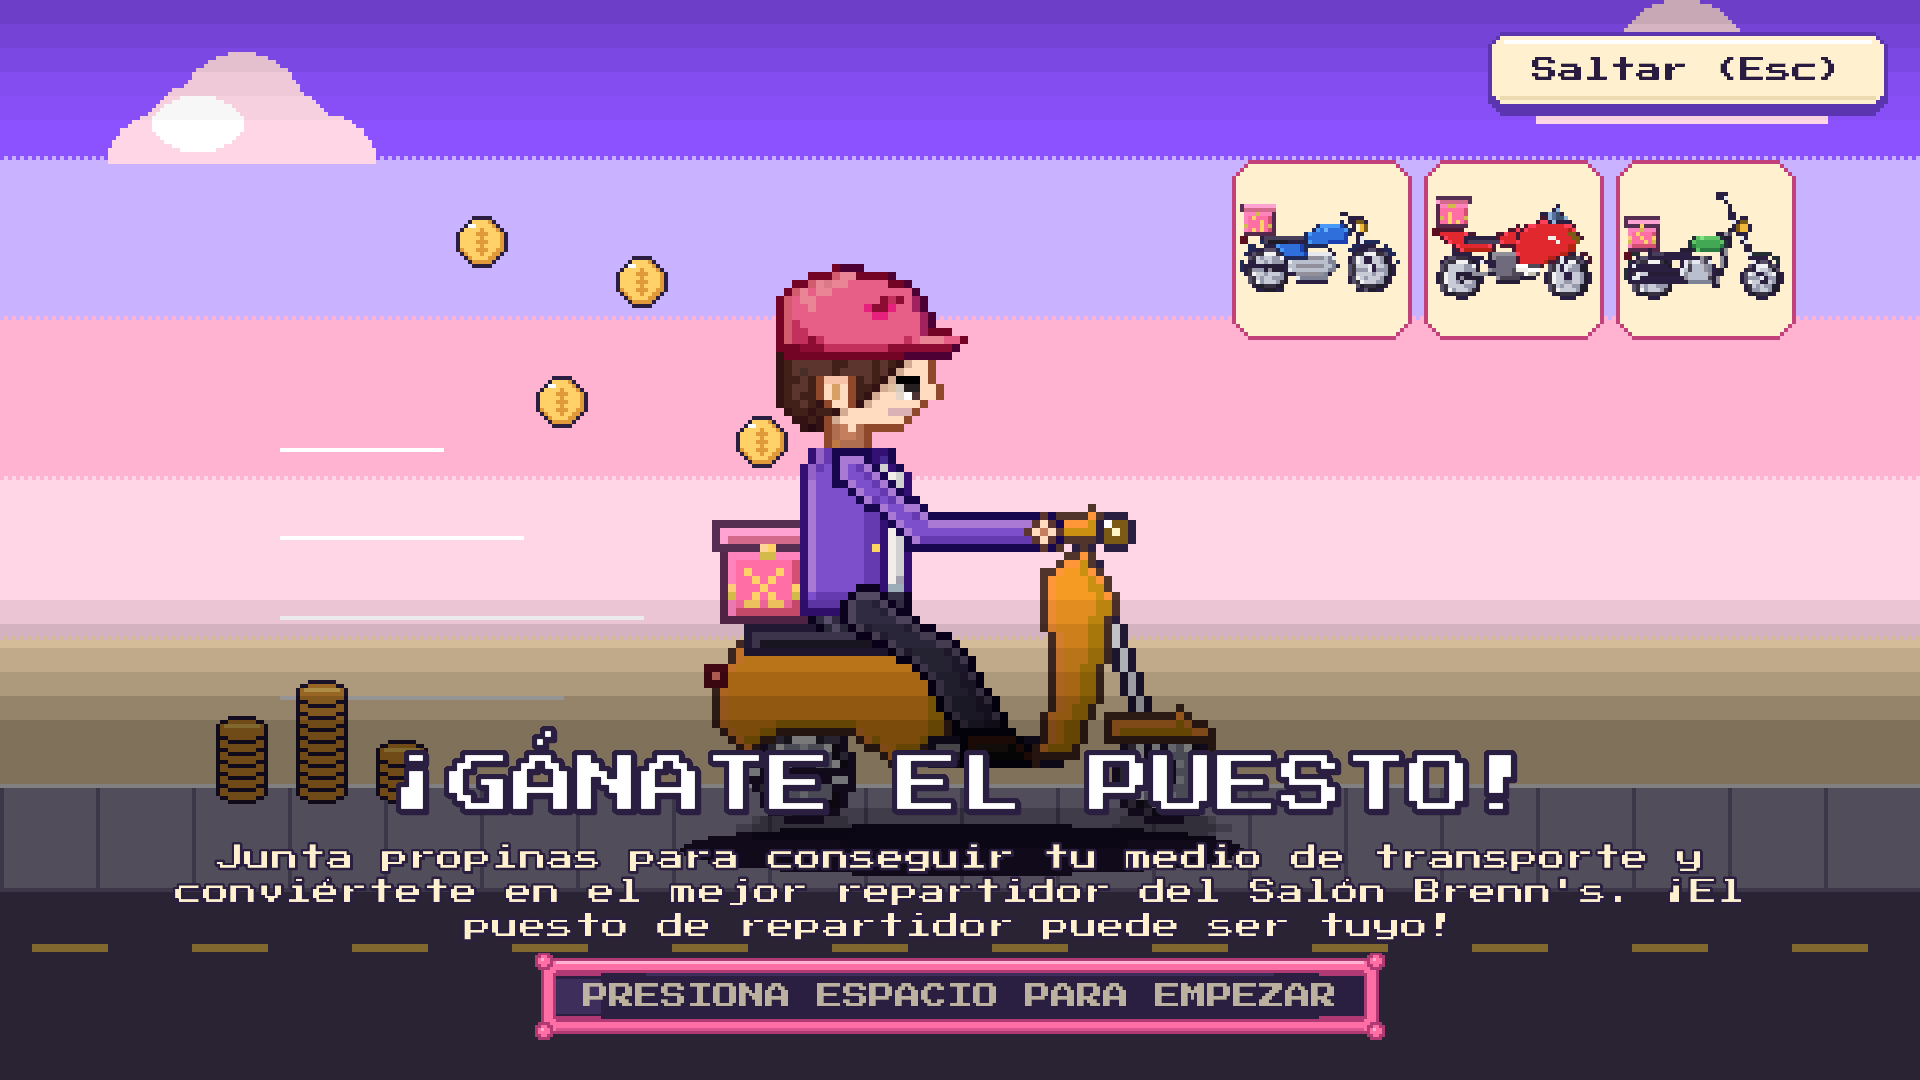 Saltar (Esc)
¡GÁNATE EL PUESTO!
Junta propinas para conseguir tu medio de transporte y
conviértete en el mejor repartidor del Salón Brenn's. ¡El
puesto de repartidor puede ser tuyo!
PRESIONA ESPACIO PARA EMPEZAR